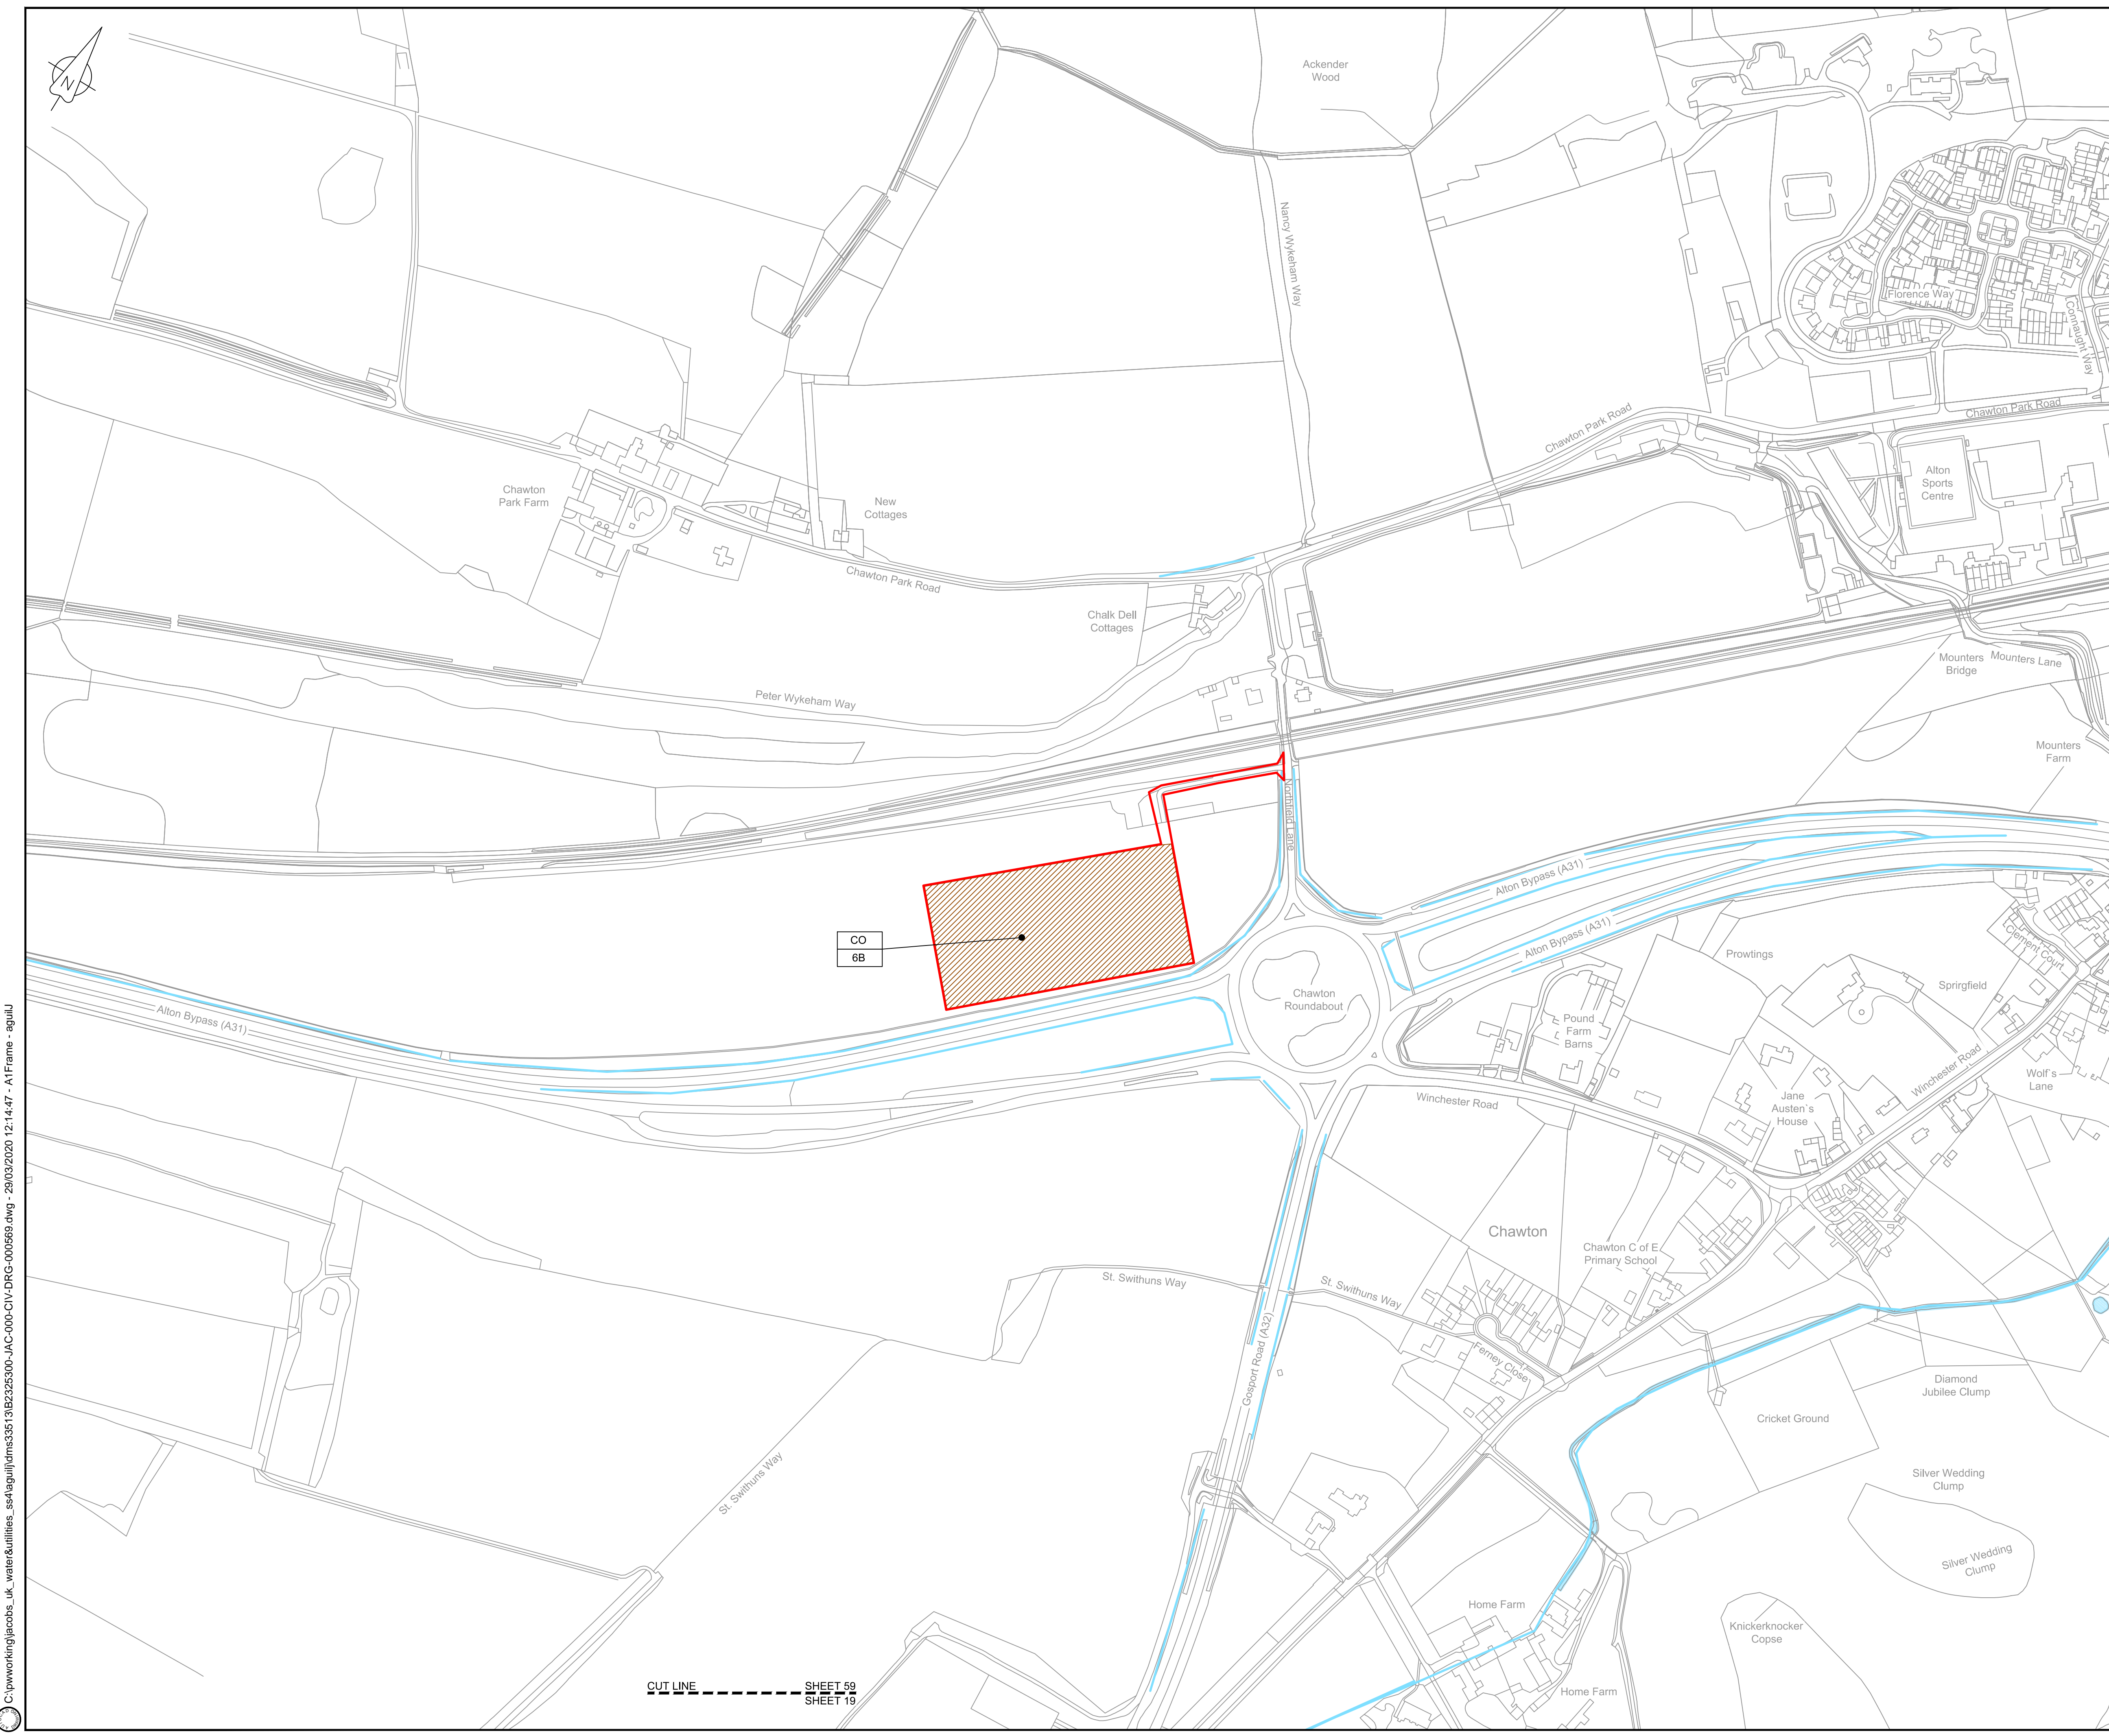 N
Ackender
Wood
Nancy Wykeham Way
Florence Way
Connaught Way
Chawton Park Road
Chawton Park Road
Alton
Sports
Centre
Chawton
Park Farm
New
Cottages
Chawton Park Road
Chalk Dell
Cottages
Mounters
Bridge
Mounters Lane
Peter Wykeham Way
Mounters
Farm
Northfield Lane
Alton Bypass (A31)
Alton Bypass (A31)
CO
6B
Prowtings
Clement Court
Sprirgfield
Chawton
Roundabout
Alton Bypass (A31)
Pound
Farm
Barns
Winchester Road
Wolf`s
Lane
Winchester Road
Jane
Austen`s
House
Chawton
Chawton C of E
Primary School
St. Swithuns Way
St. Swithuns Way
Gosport Road (A32)
Ferney Close
Diamond
Jubilee Clump
Cricket Ground
Silver Wedding
Clump
St. Swithuns Way
Silver Wedding
Clump
Home Farm
Knickerknocker
Copse
Home Farm
CUT LINE
SHEET 59
SHEET 19
C:\pwworking\jacobs_uk_water&utilities_ss4\aguilj\dms33513\B2325300-JAC-000-CIV-DRG-000569.dwg - 29/03/2020 12:14:47 - A1Frame - aguilJ